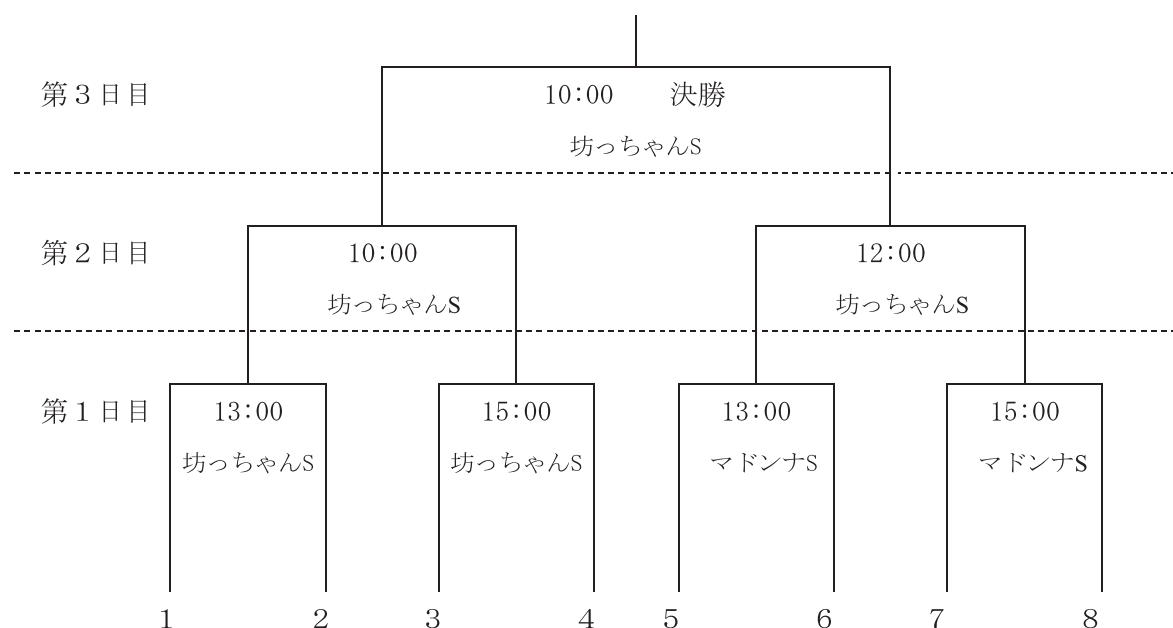 第３日目 10:00 決勝
坊っちゃんS
第２日目 10:00 12:00
坊っちゃんS 坊っちゃんS
第１日目 13:00 15:00 13:00 15:00
坊っちゃんS 坊っちゃんS マドンナS マドンナS
1 2 3 4 5 6 7 8